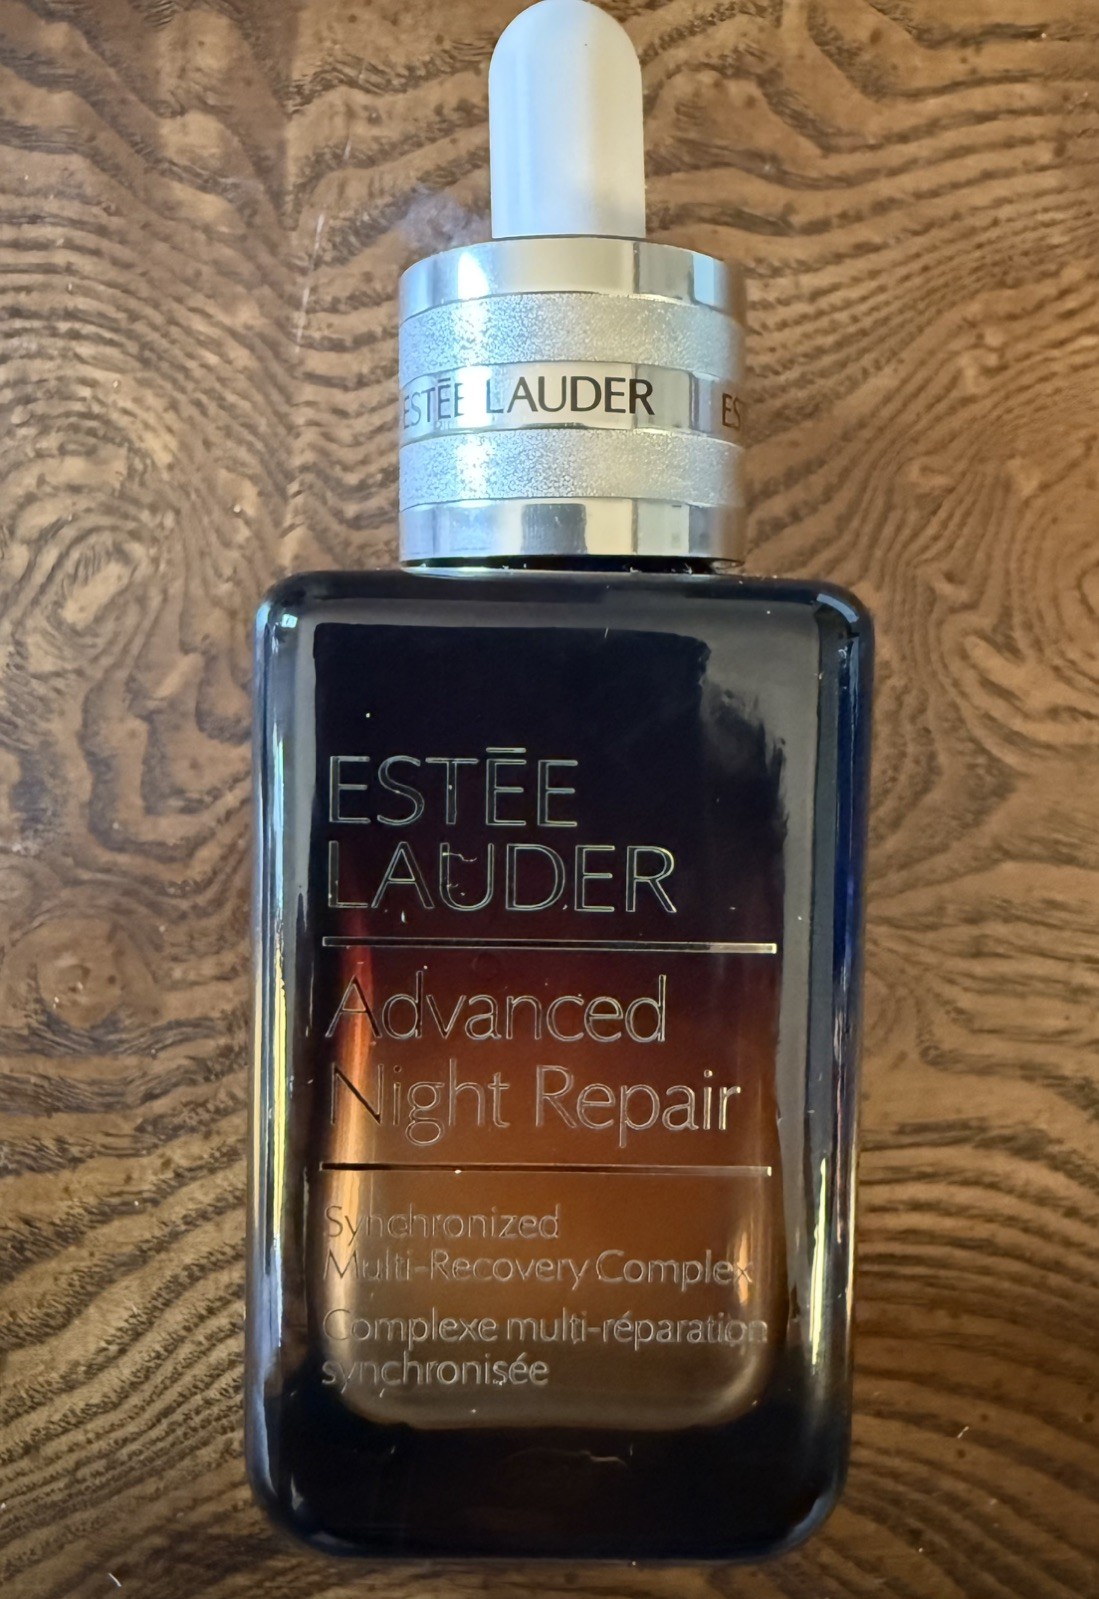 ESTĒE LAUDER
ESTĒE
LAUDER
Advanced
Night Repair
Synchronized
Multi-Recovery Complex
Complexe multi-réparation
synchronisée